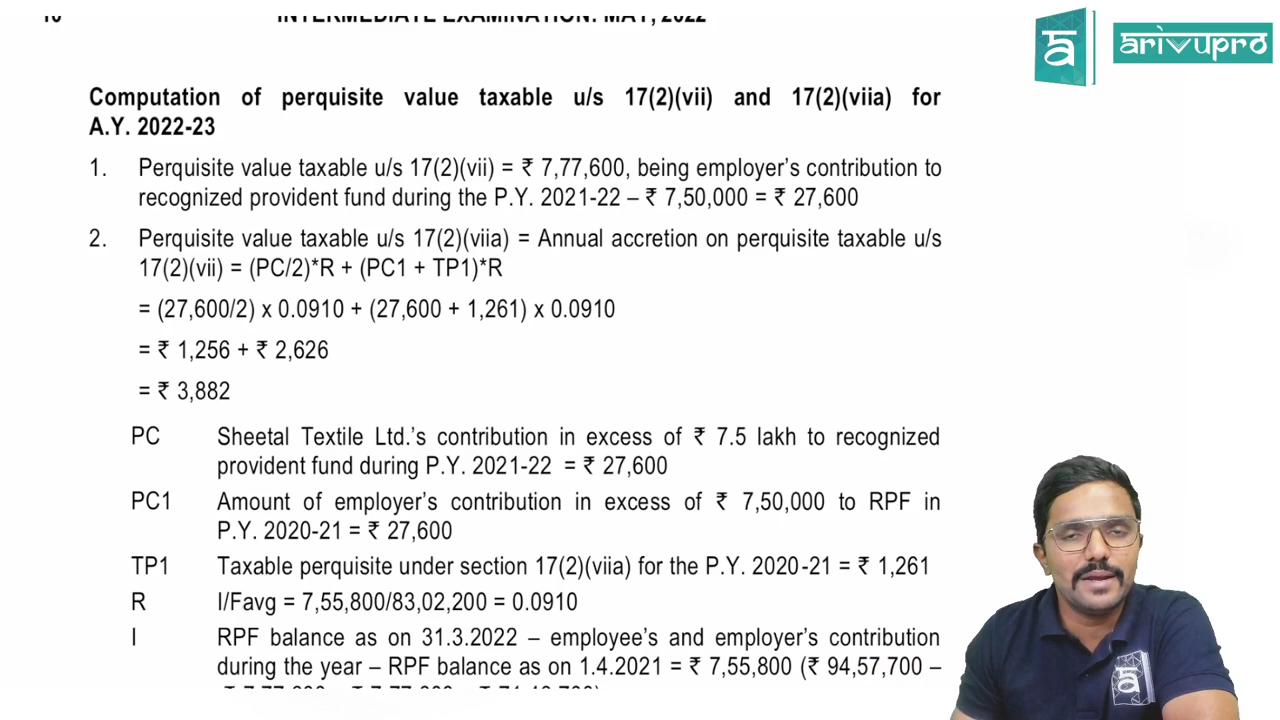 INTERMEDIATE EXAMINATION: MAY, 2022
अ
arivupro
Computation of perquisite value taxable u/s 17(2)(vii) and 17(2)(viia) for
A.Y. 2022-23
1. Perquisite value taxable u/s 17(2)(vii) = ₹ 7,77,600, being employer’s contribution to
recognized provident fund during the P.Y. 2021-22 – ₹ 7,50,000 = ₹ 27,600
2. Perquisite value taxable u/s 17(2)(viia) = Annual accretion on perquisite taxable u/s
17(2)(vii) = (PC/2)*R + (PC1 + TP1)*R
= (27,600/2) x 0.0910 + (27,600 + 1,261) x 0.0910
= ₹ 1,256 + ₹ 2,626
= ₹ 3,882
PC Sheetal Textile Ltd.’s contribution in excess of ₹ 7.5 lakh to recognized
provident fund during P.Y. 2021-22 = ₹ 27,600
PC1 Amount of employer’s contribution in excess of ₹ 7,50,000 to RPF in
P.Y. 2020-21 = ₹ 27,600
TP1 Taxable perquisite under section 17(2)(viia) for the P.Y. 2020-21 = ₹ 1,261
R I/Favg = 7,55,800/83,02,200 = 0.0910
I RPF balance as on 31.3.2022 – employee’s and employer’s contribution
during the year – RPF balance as on 1.4.2021 = ₹ 7,55,800 (₹ 94,57,700 –